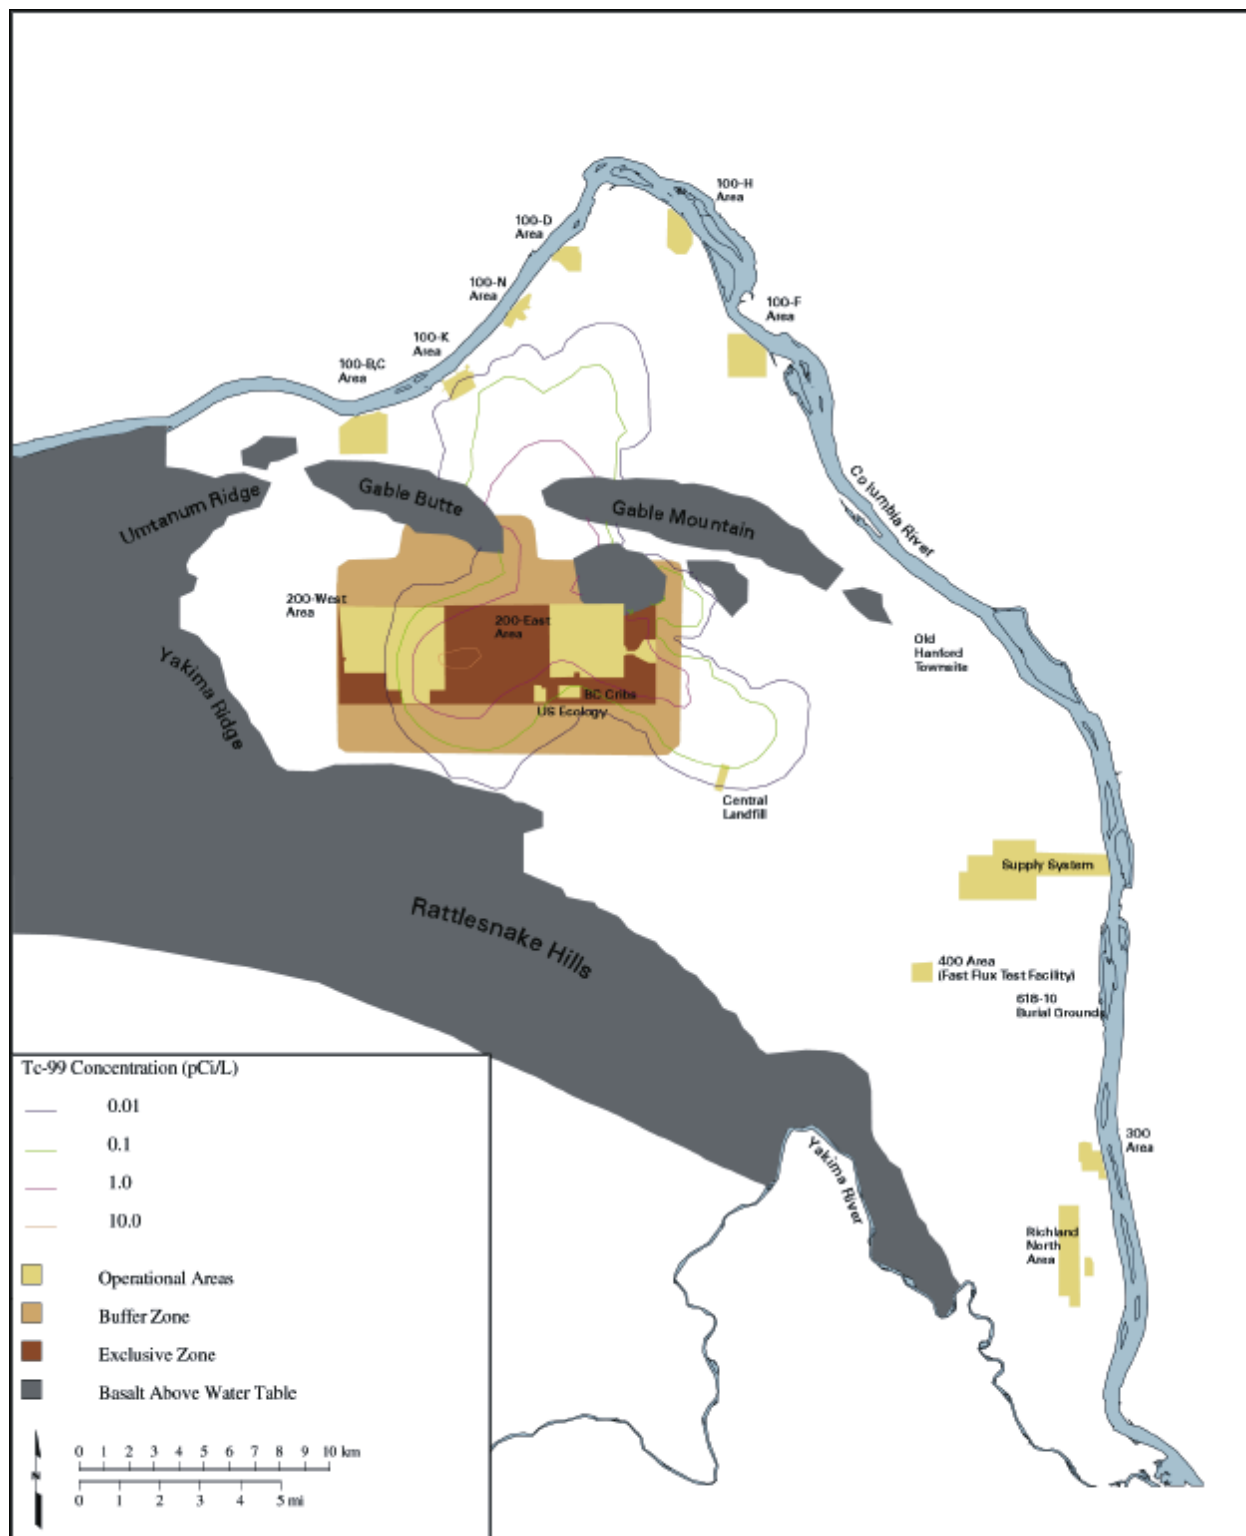 100-H
Area
100-D
Area
100-N
Area
100-F
Area
100-K
Area
100-B,C
Area
Columbia River
Umtanum Ridge
Gable Butte
Gable Mountain
200-West
Area
200-East
Area
Old
Hanford
Townsite
Yakima Ridge
BC Cribs
US Ecology
Central
Landfill
Supply System
Rattlesnake Hills
400 Area
(Fast Flux Test Facility)
618-10
Burial Grounds
300
Area
Yakima River
Richland
North
Area
Tc-99 Concentration (pCi/L)
0.01
0.1
1.0
10.0
Operational Areas
Buffer Zone
Exclusive Zone
Basalt Above Water Table
N
0 1 2 3 4 5 6 7 8 9 10 km
0 1 2 3 4 5 mi